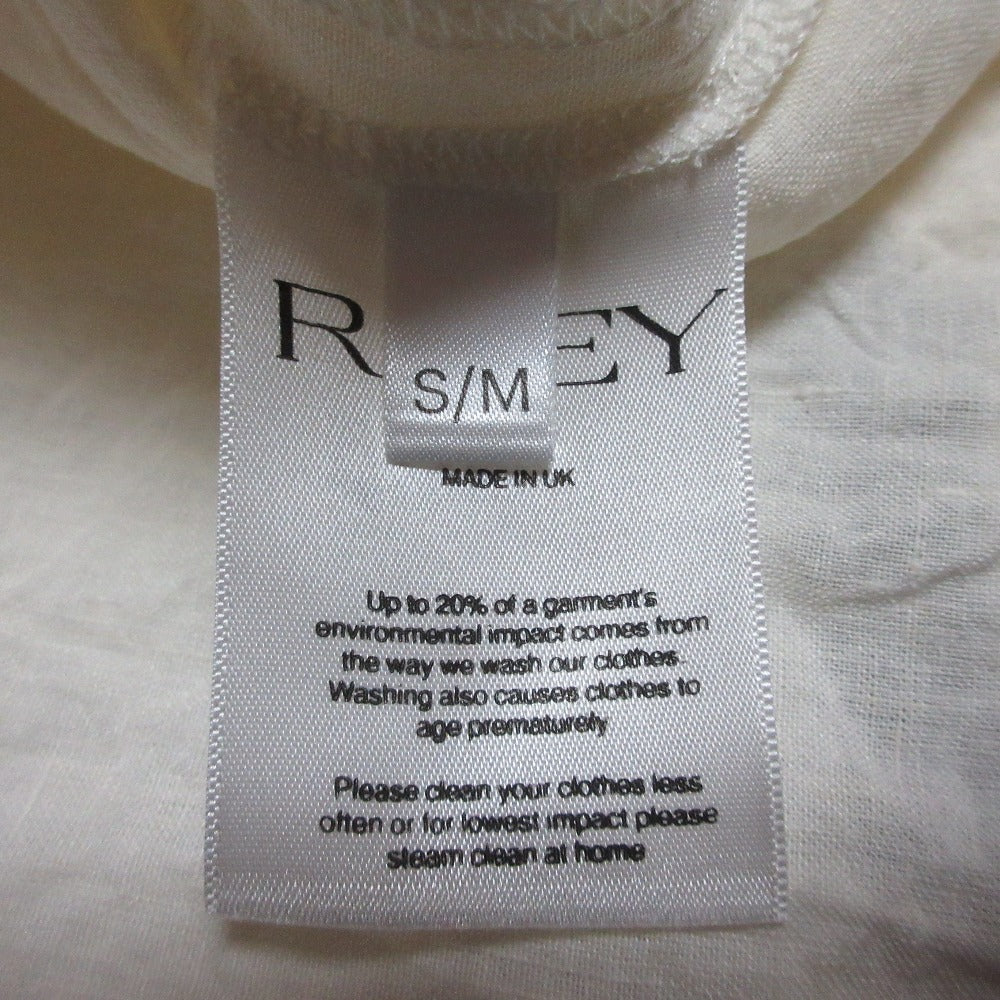 R EY
S/M
MADE IN UK
Up to 20% of a garment's
environmental impact comes from
the way we wash our clothes
Washing also causes clothes to
age prematurely
Please clean your clothes less
often or for lowest impact please
steam clean at home